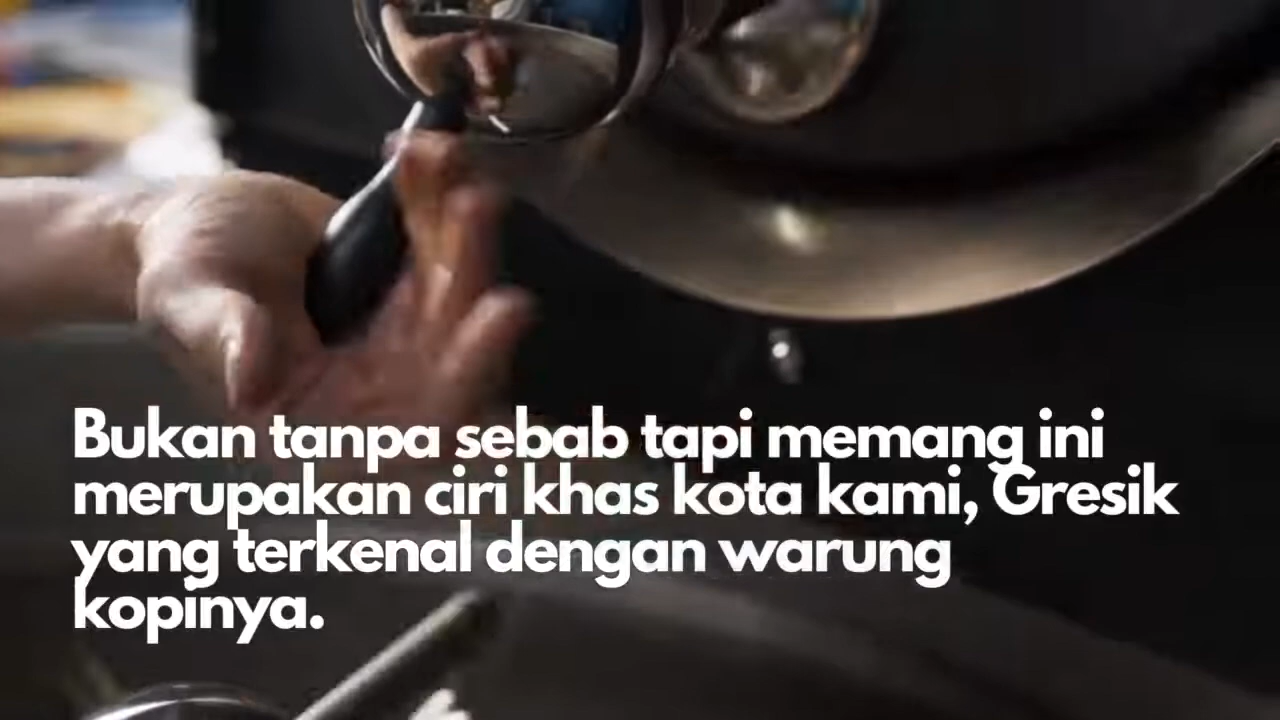 Bukan tanpa sebab tapi memang ini
merupakan ciri khas kota kami, Gresik
yang terkenal dengan warung
kopinya.